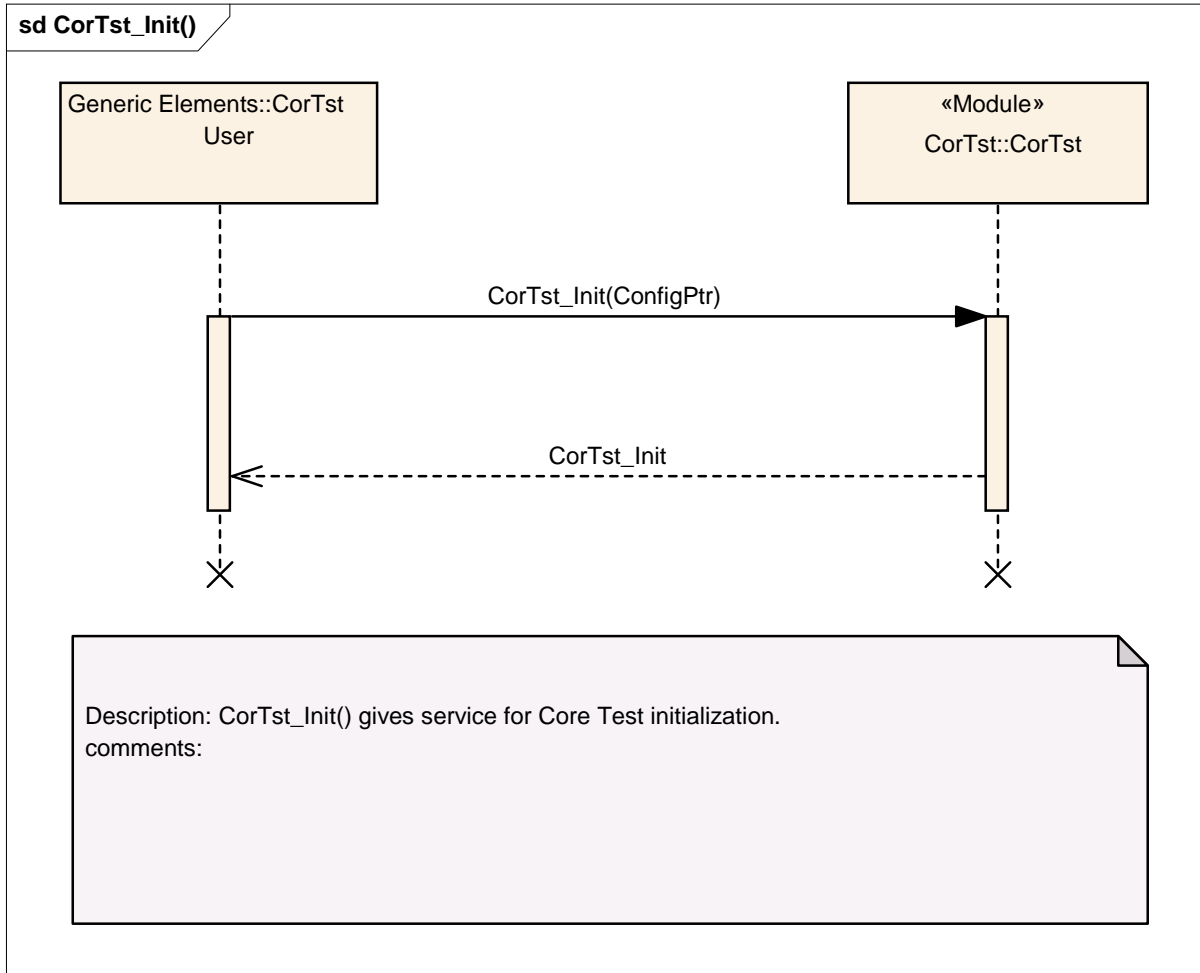 sd CorTst_Init()
Generic Elements::CorTst
User
«Module»
CorTst::CorTst
CorTst_Init(ConfigPtr)
CorTst_Init
Description: CorTst_Init() gives service for Core Test initialization.
comments: